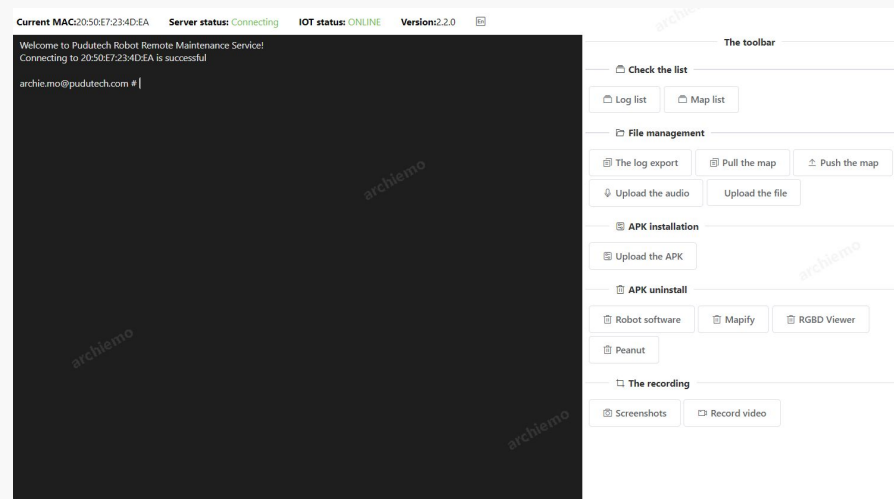 Current MAC:20:50:E7:23:4D:EA Server status: Connecting IOT status: ONLINE Version:2.2.0 En
Welcome to Pudutech Robot Remote Maintenance Service!
Connecting to 20:50:E7:23:4D:EA is successful
archie.mo@pudutech.com #
The toolbar
Check the list
Log list Map list
File management
The log export Pull the map Push the map
Upload the audio Upload the file
APK installation
Upload the APK
APK uninstall
Robot software Mapify RGBD Viewer
Peanut
The recording
Screenshots Record video
archiemo
archiemo
archiemo
archiemo